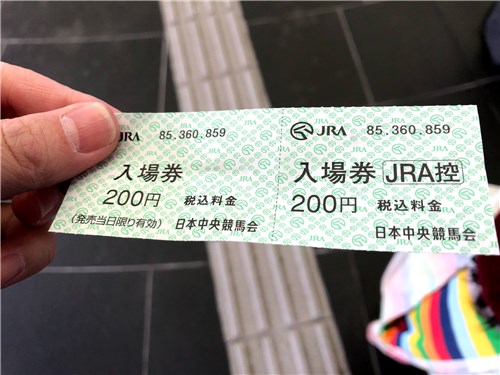 JRA 85.360.859
入場券
200円 税込料金
(発売当日限り有効) 日本中央競馬会
JRA 85.360.859
入場券 JRA控
200円 税込料金
日本中央競馬会